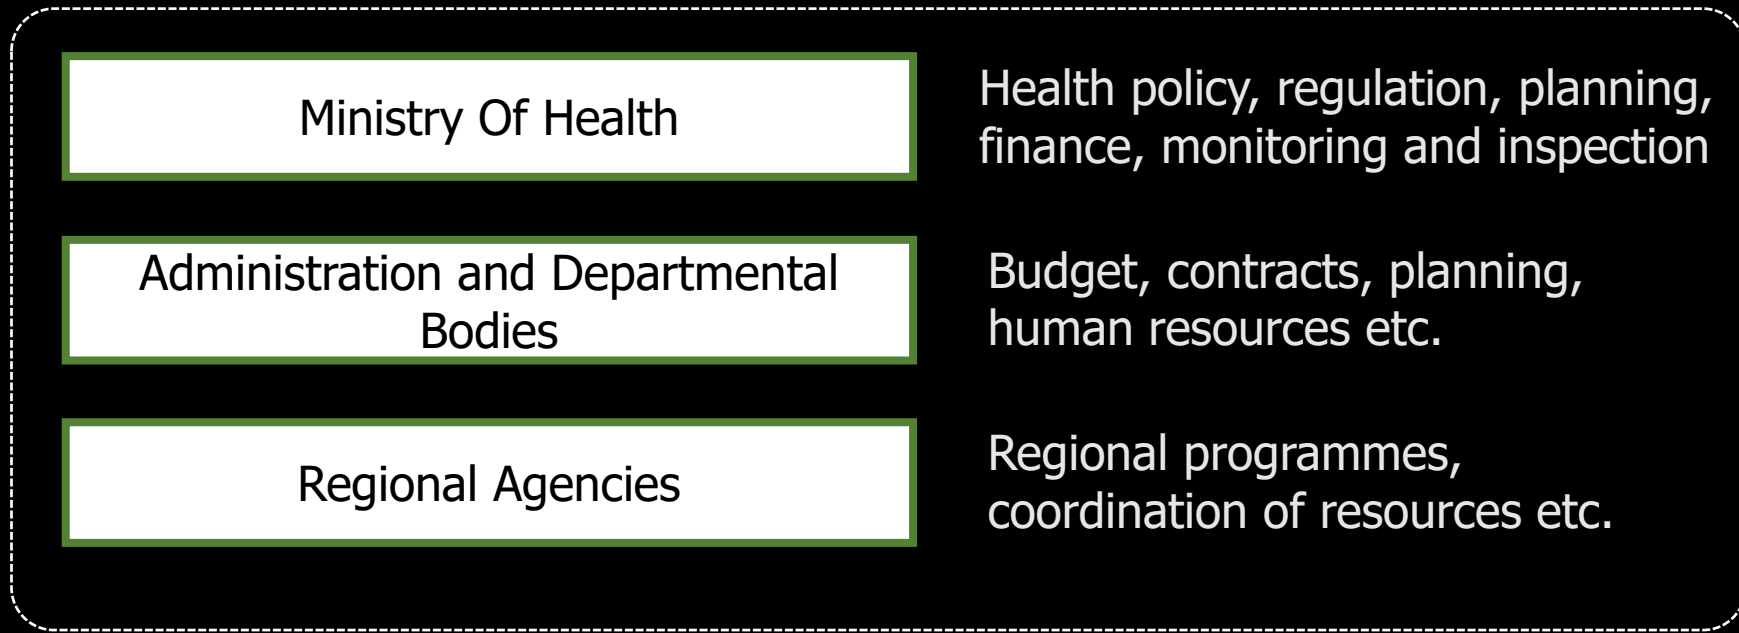 Ministry Of Health
Health policy, regulation, planning,
finance, monitoring and inspection
Administration and Departmental
Bodies
Budget, contracts, planning,
human resources etc.
Regional Agencies
Regional programmes,
coordination of resources etc.